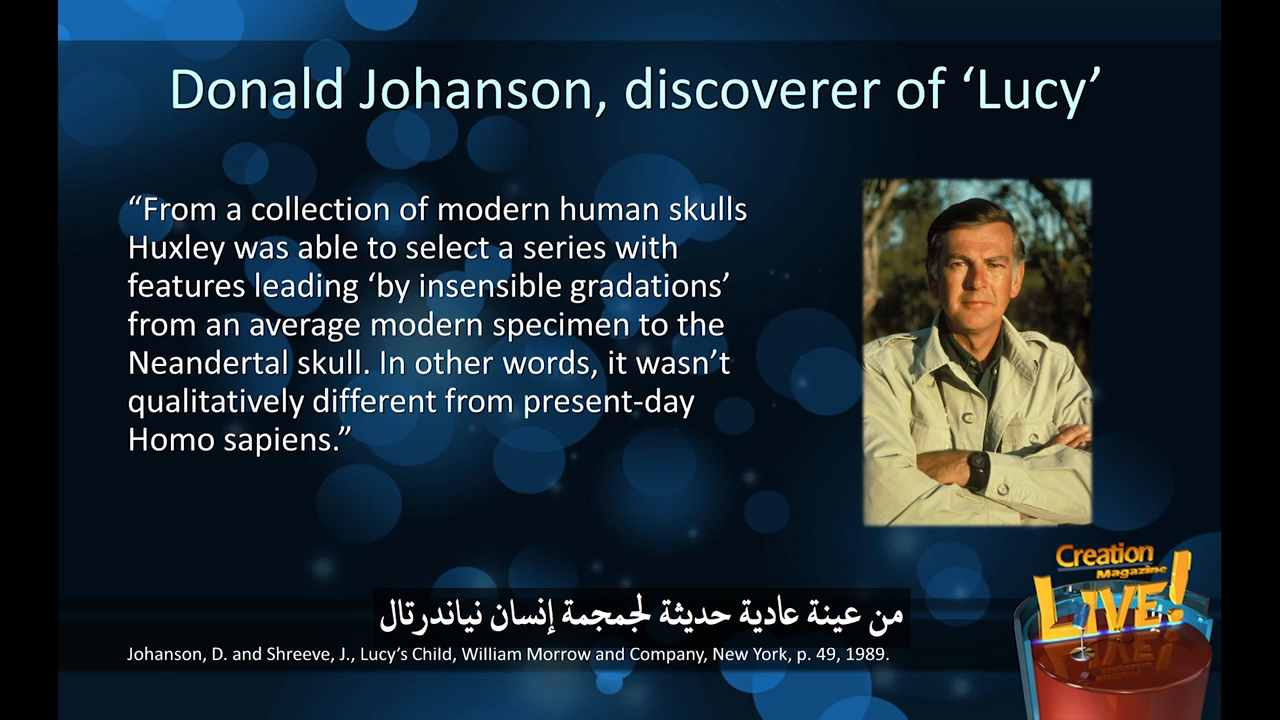 Donald Johanson, discoverer of ‘Lucy’
“From a collection of modern human skulls
Huxley was able to select a series with
features leading ‘by insensible gradations’
from an average modern specimen to the
Neandertal skull. In other words, it wasn’t
qualitatively different from present-day
Homo sapiens.”
Creation
Magazine
LIVE!
من عينة عادية حديثة لجمجمة إنسان نياندرتال
Johanson, D. and Shreeve, J., Lucy’s Child, William Morrow and Company, New York, p. 49, 1989.